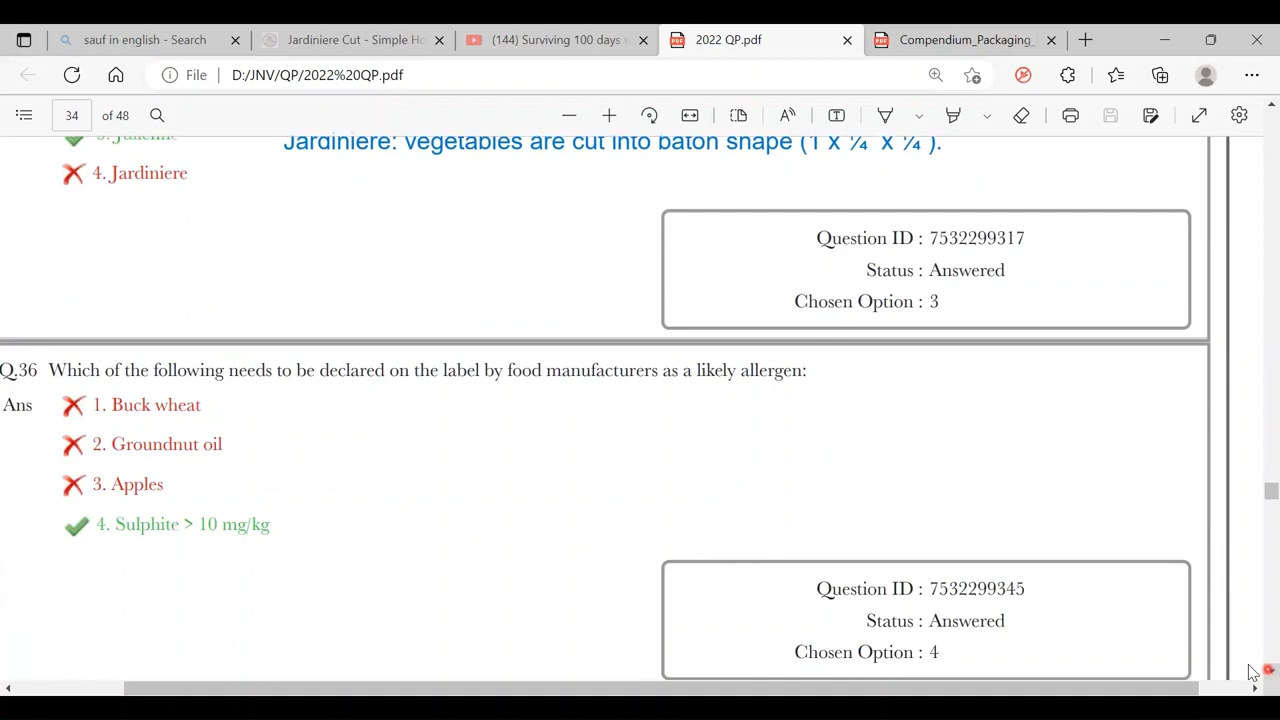 sauf in english - Search
Jardiniere Cut - Simple Ho
(144) Surviving 100 days
2022 QP.pdf
Compendium_Packaging_
File D:/JNV/QP/2022%20QP.pdf
34 of 48
3. Julienne
Jardiniere: vegetables are cut into baton shape (1 x ¼ x ¼ ).
4. Jardiniere
Question ID : 7532299317
Status : Answered
Chosen Option : 3
Q.36 Which of the following needs to be declared on the label by food manufacturers as a likely allergen:
Ans 1. Buck wheat
2. Groundnut oil
3. Apples
4. Sulphite > 10 mg/kg
Question ID : 7532299345
Status : Answered
Chosen Option : 4